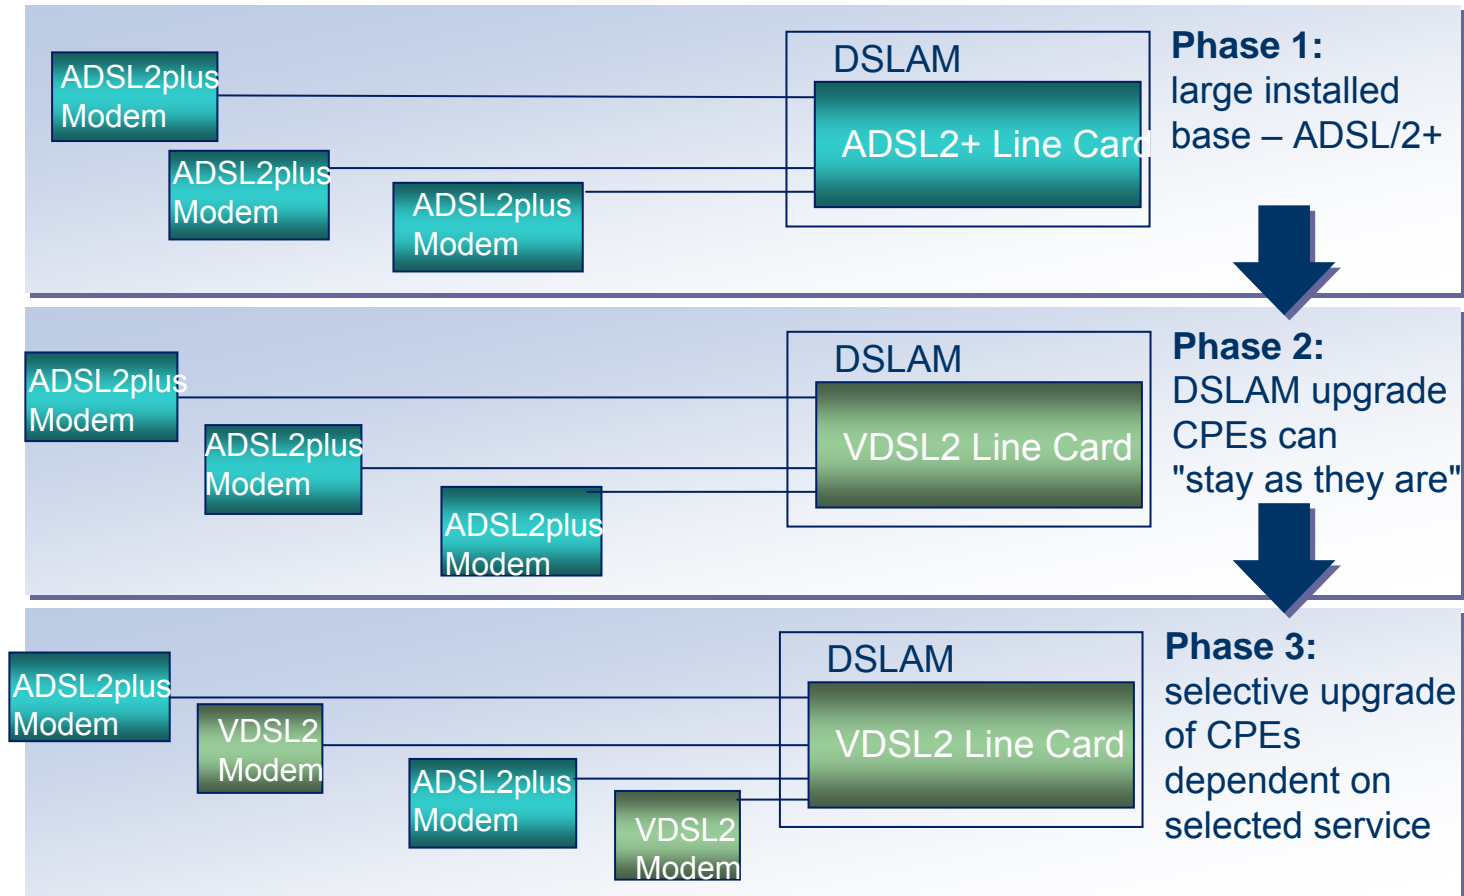 ADSL2plus
Modem
ADSL2plus
Modem
ADSL2plus
Modem
DSLAM
ADSL2+ Line Card
Phase 1:
large installed
base – ADSL/2+
ADSL2plus
Modem
ADSL2plus
Modem
ADSL2plus
Modem
DSLAM
VDSL2 Line Card
Phase 2:
DSLAM upgrade
CPEs can
"stay as they are"
ADSL2plus
Modem
VDSL2
Modem
ADSL2plus
Modem
VDSL2
Modem
DSLAM
VDSL2 Line Card
Phase 3:
selective upgrade
of CPEs
dependent on
selected service